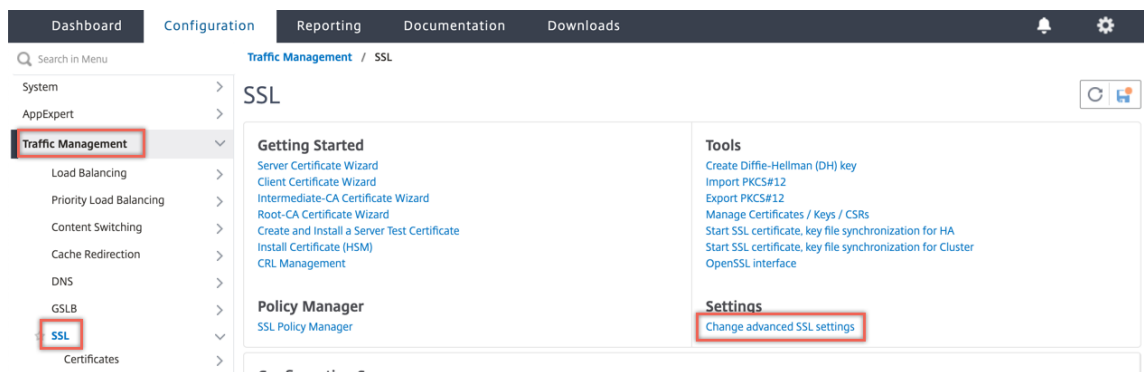 Dashboard Configuration Reporting Documentation Downloads
Search in Menu
Traffic Management / SSL
System
AppExpert
Traffic Management
Load Balancing
Priority Load Balancing
Content Switching
Cache Redirection
DNS
GSLB
SSL
Certificates
SSL
Getting Started
Server Certificate Wizard
Client Certificate Wizard
Intermediate-CA Certificate Wizard
Root-CA Certificate Wizard
Create and Install a Server Test Certificate
Install Certificate (HSM)
CRL Management
Policy Manager
SSL Policy Manager
Tools
Create Diffie-Hellman (DH) key
Import PKCS#12
Export PKCS#12
Manage Certificates / Keys / CSRs
Start SSL certificate, key file synchronization for HA
Start SSL certificate, key file synchronization for Cluster
OpenSSL interface
Settings
Change advanced SSL settings